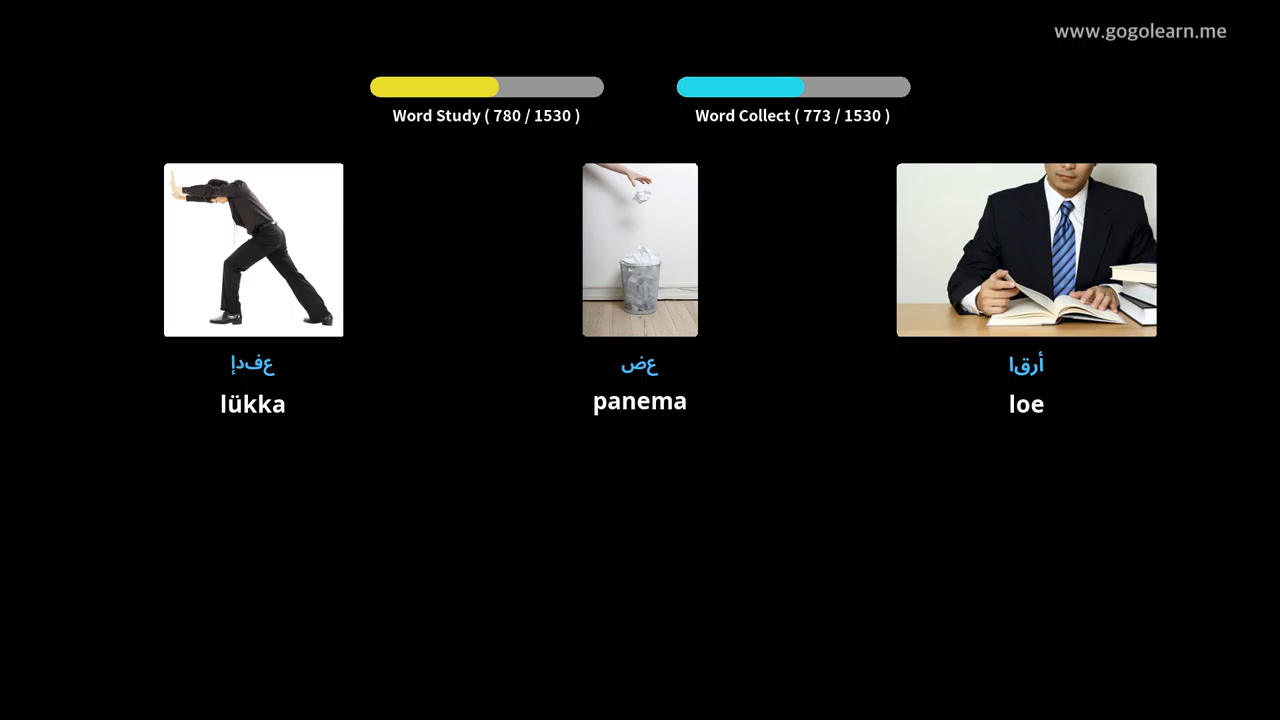 www.gogolearn.me
Word Study ( 780 / 1530 )
Word Collect ( 773 / 1530 )
عفدإ
lükka
عض
panema
أرقا
loe